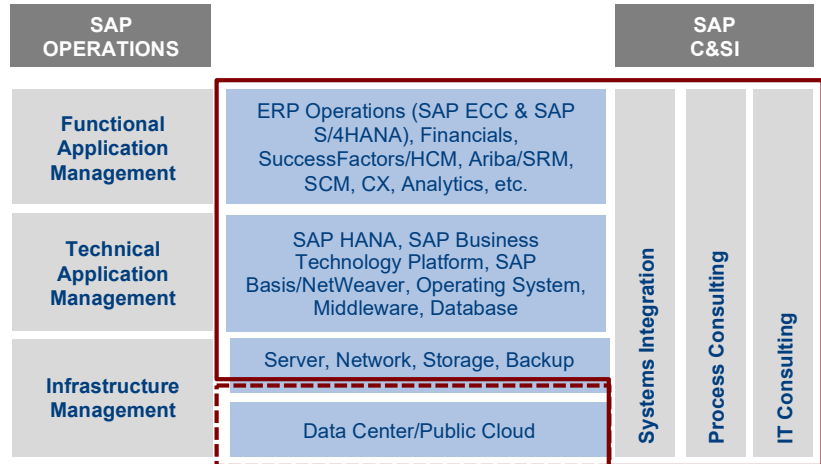 SAP
OPERATIONS
SAP
C&SI
Functional
Application
Management
ERP Operations (SAP ECC & SAP
S/4HANA), Financials,
SuccessFactors/HCM, Ariba/SRM,
SCM, CX, Analytics, etc.
Technical
Application
Management
SAP HANA, SAP Business
Technology Platform, SAP
Basis/NetWeaver, Operating System,
Middleware, Database
Infrastructure
Management
Server, Network, Storage, Backup
Data Center/Public Cloud
Systems Integration
Process Consulting
IT Consulting